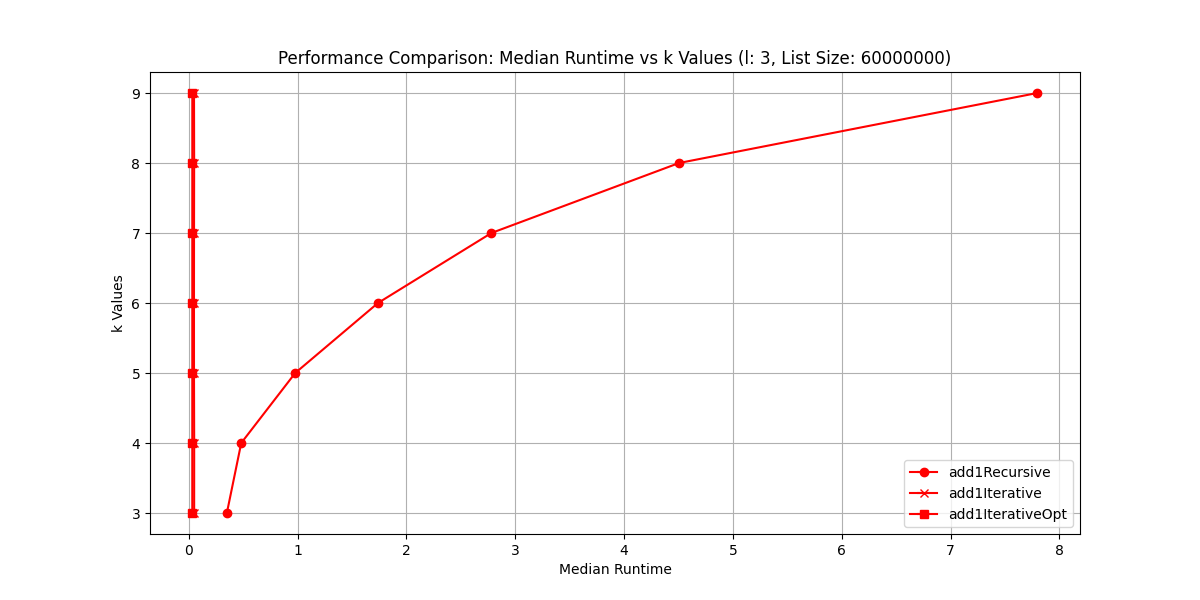 Performance Comparison: Median Runtime vs k Values (l: 3, List Size: 60000000)
k Values
9
8
7
6
5
4
3
add1Recursive
add1Iterative
add1IterativeOpt
0 1 2 3 4 5 6 7 8
Median Runtime